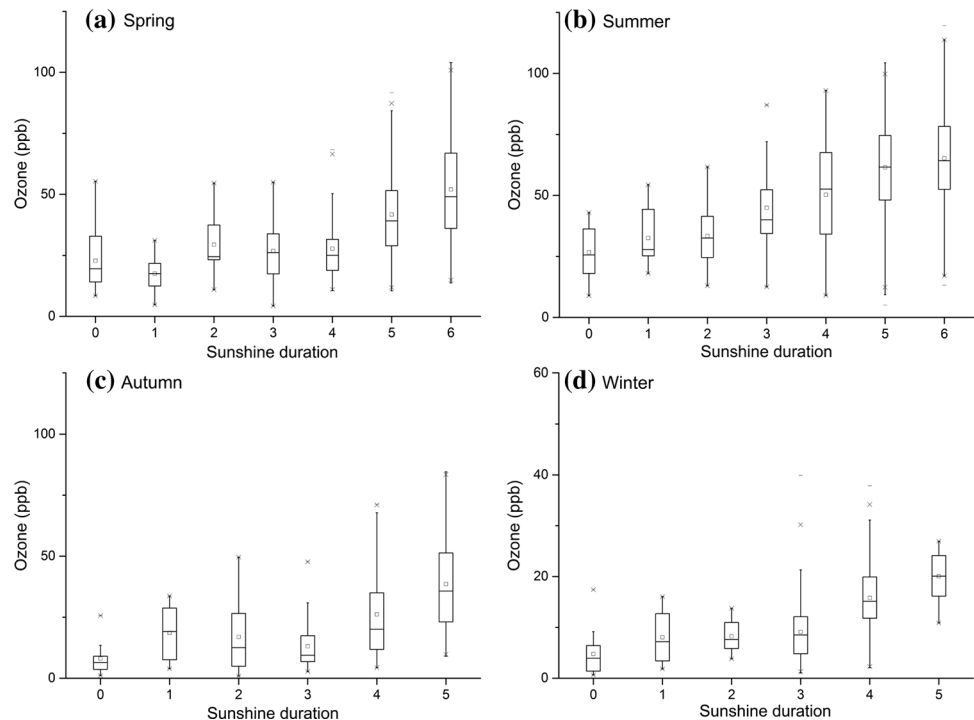 (a) Spring
Ozone (ppb)
100
50
0
0 1 2 3 4 5 6
Sunshine duration
(b) Summer
Ozone (ppb)
100
50
0
0 1 2 3 4 5 6
Sunshine duration
(c) Autumn
Ozone (ppb)
100
50
0
0 1 2 3 4 5
Sunshine duration
(d) Winter
Ozone (ppb)
60
40
20
0
0 1 2 3 4 5
Sunshine duration